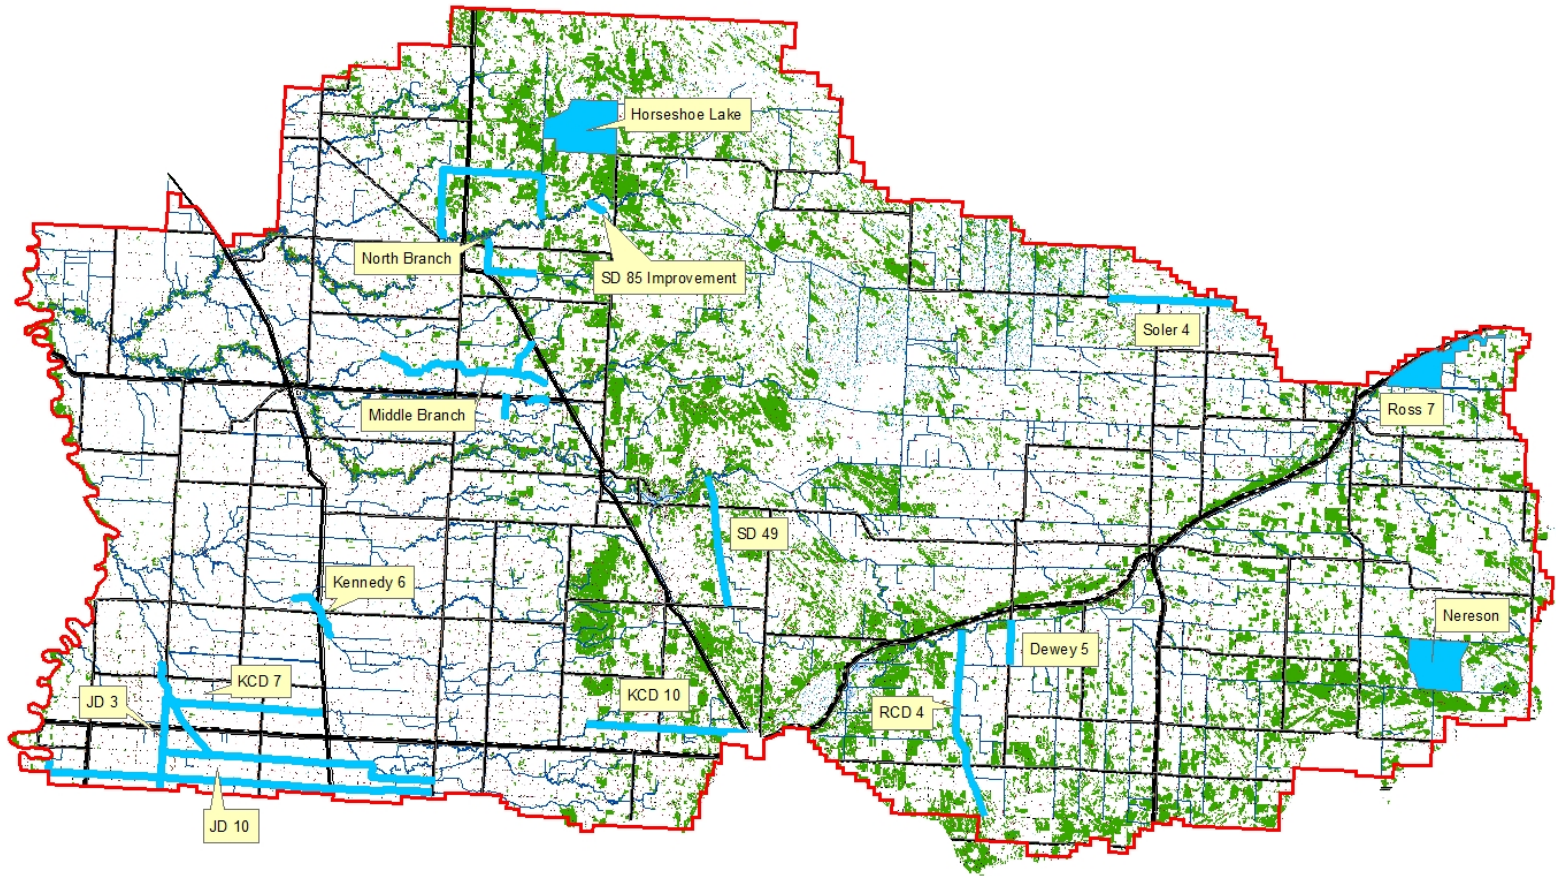 Horseshoe Lake
North Branch
SD 85 Improvement
Soler 4
Middle Branch
Ross 7
SD 49
Kennedy 6
Nereson
Dewey 5
KCD 7
KCD 10
JD 3
RCD 4
JD 10